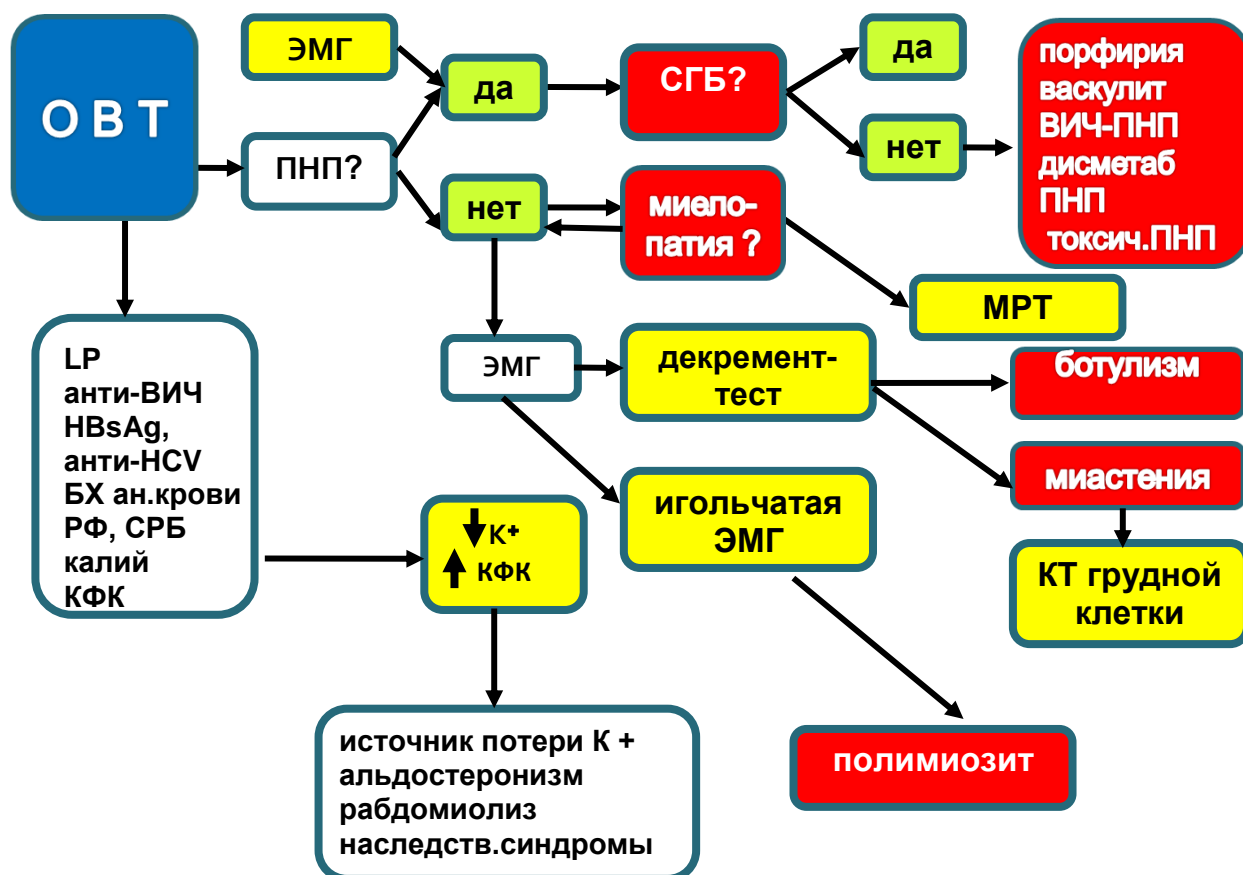 О В Т
ЭМГ
ПНП?
да
нет
СГБ?
миело-
патия ?
да
нет
порфирия
васкулит
ВИЧ-ПНП
дисметаб
ПНП
токсич.ПНП
МРТ
LP
анти-ВИЧ
HBsAg,
анти-HCV
БХ ан.крови
РФ, СРБ
калий
КФК
ЭМГ
декремент-
тест
ботулизм
миастения
КТ грудной
клетки
К+
КФК
игольчатая
ЭМГ
источник потери К +
альдостеронизм
рабдомиолиз
наследств.синдромы
полимиозит